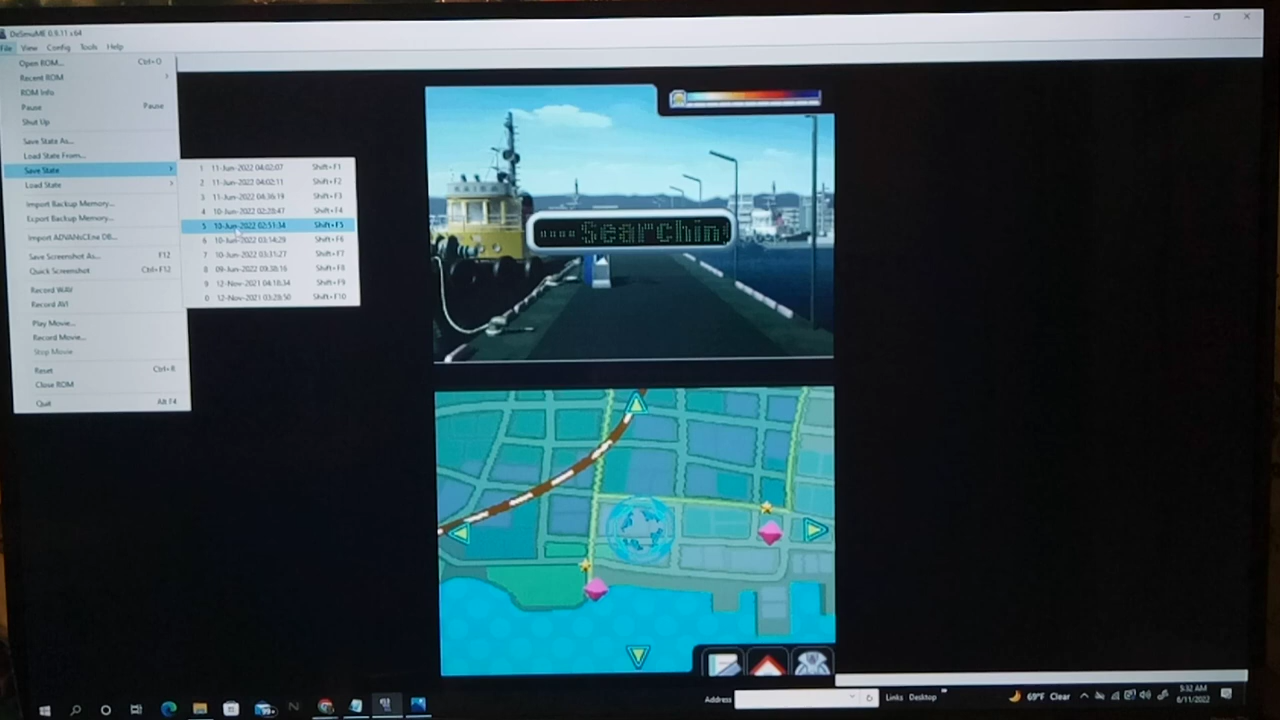 DeSmuME 0.9.11 x64
File View Config Tools Help
Open ROM... Ctrl+O
Recent ROM
ROM Info
Pause Pause
Shut Up
Save State As...
Load State From...
Save State
Load State
Import Backup Memory...
Export Backup Memory...
Import ADVANsCEne DB...
Save Screenshot As... F12
Quick Screenshot Ctrl+F12
Record WAV
Record AVI
Play Movie...
Record Movie...
Stop Movie
Reset Ctrl+R
Close ROM
Quit Alt F4
1 11-Jun-2022 04:02:07 Shift+F1
2 11-Jun-2022 04:02:11 Shift+F2
3 11-Jun-2022 04:36:19 Shift+F3
4 10-Jun-2022 02:28:47 Shift+F4
5 10-Jun-2022 02:51:34 Shift+F5
6 10-Jun-2022 03:14:29 Shift+F6
7 10-Jun-2022 03:31:27 Shift+F7
8 09-Jun-2022 09:38:16 Shift+F8
9 12-Nov-2021 04:18:34 Shift+F9
0 12-Nov-2021 03:28:50 Shift+F10
Searchin
Address
Links Desktop
69°F Clear
5:32 AM
6/11/2022